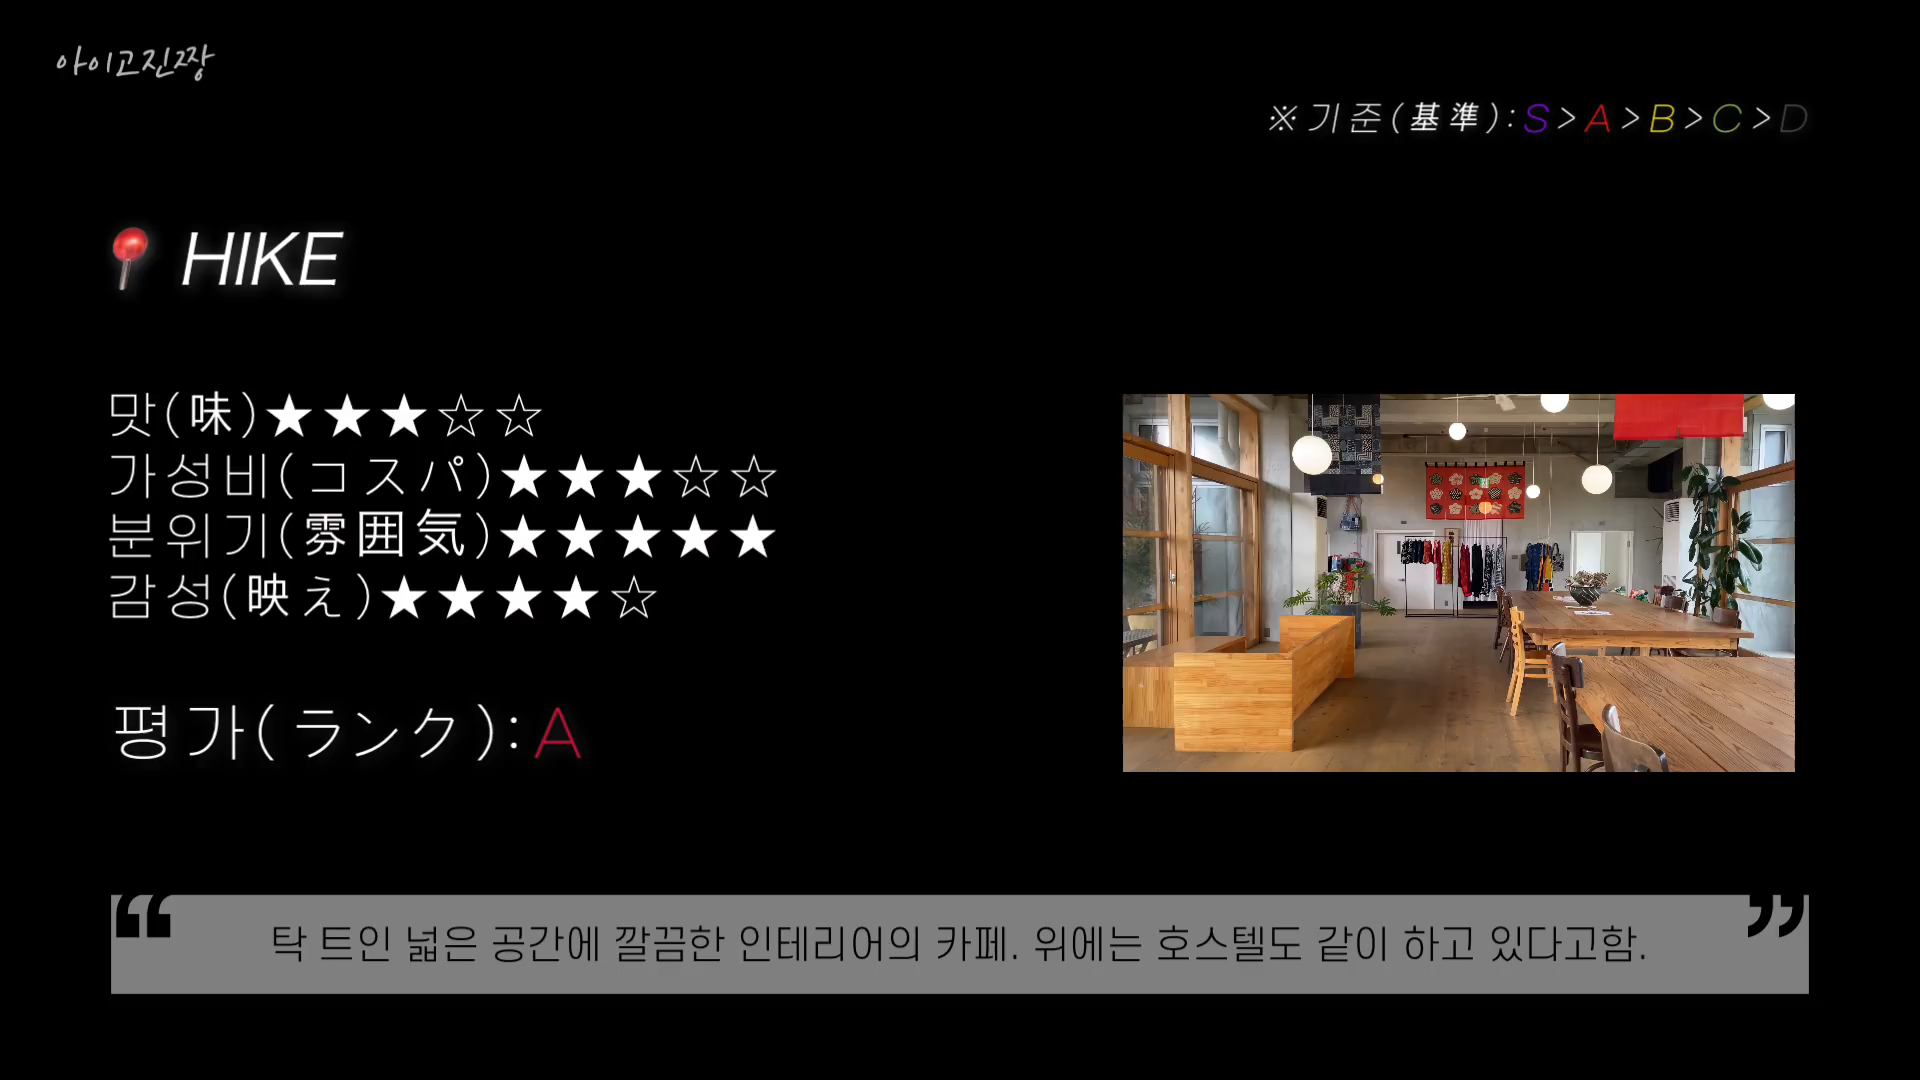 아이고진짱
※기준(基準):S>A>B>C>D
HIKE
맛(味)★★★☆☆
가성비(コスパ)★★★☆☆
분위기(雰囲気)★★★★★
감성(映え)★★★★☆
평가(ランク):A
“탁 트인 넓은 공간에 깔끔한 인테리어의 카페. 위에는 호스텔도 같이 하고 있다고함.”